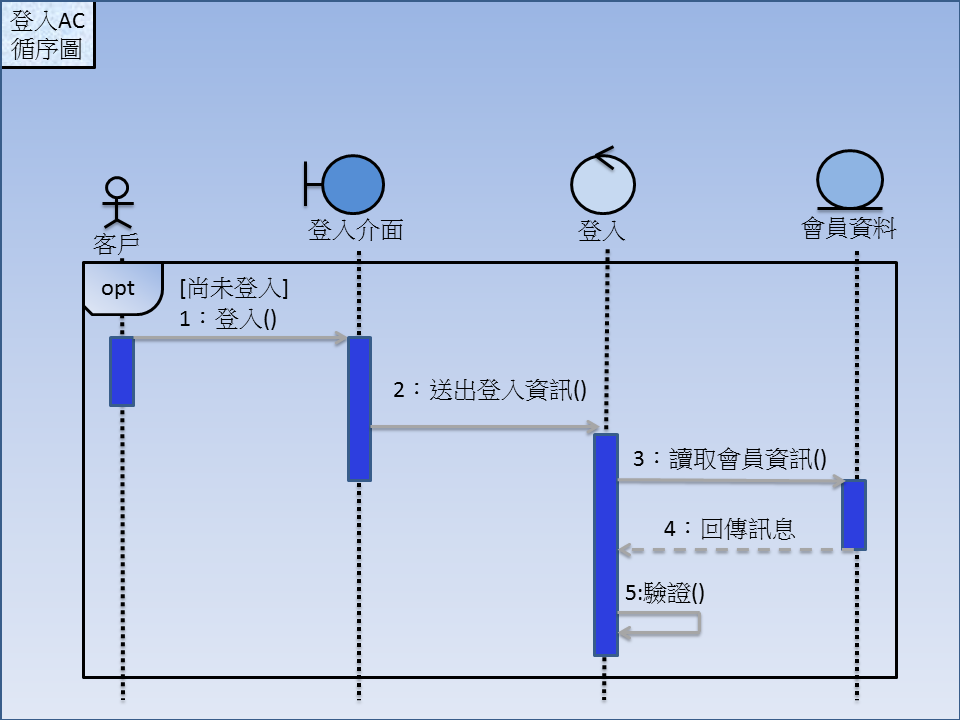 登入AC
循序圖
客戶
登入介面
登入
會員資料
opt
[尚未登入]
1：登入()
2：送出登入資訊()
3：讀取會員資訊()
4：回傳訊息
5:驗證()